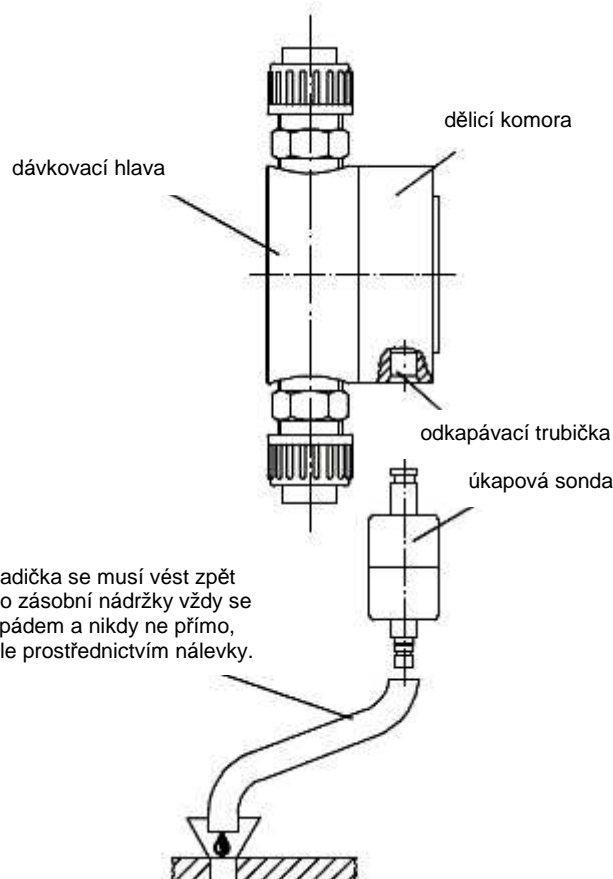 dělicí komora
dávkovací hlava
odkapávací trubička
úkapová sonda
adička se musí vést zpět
o zásobní nádržky vždy se
pádem a nikdy ne přímo,
le prostřednictvím nálevky.